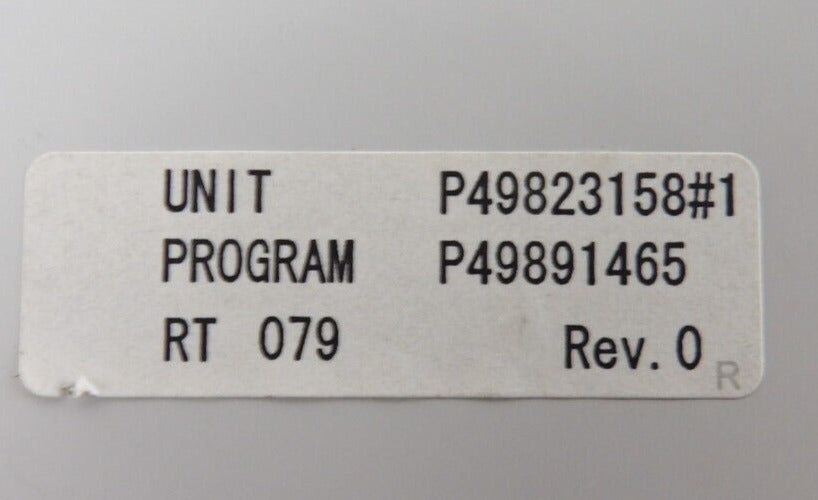 UNIT P49823158#1
PROGRAM P49891465
RT 079 Rev.0
R